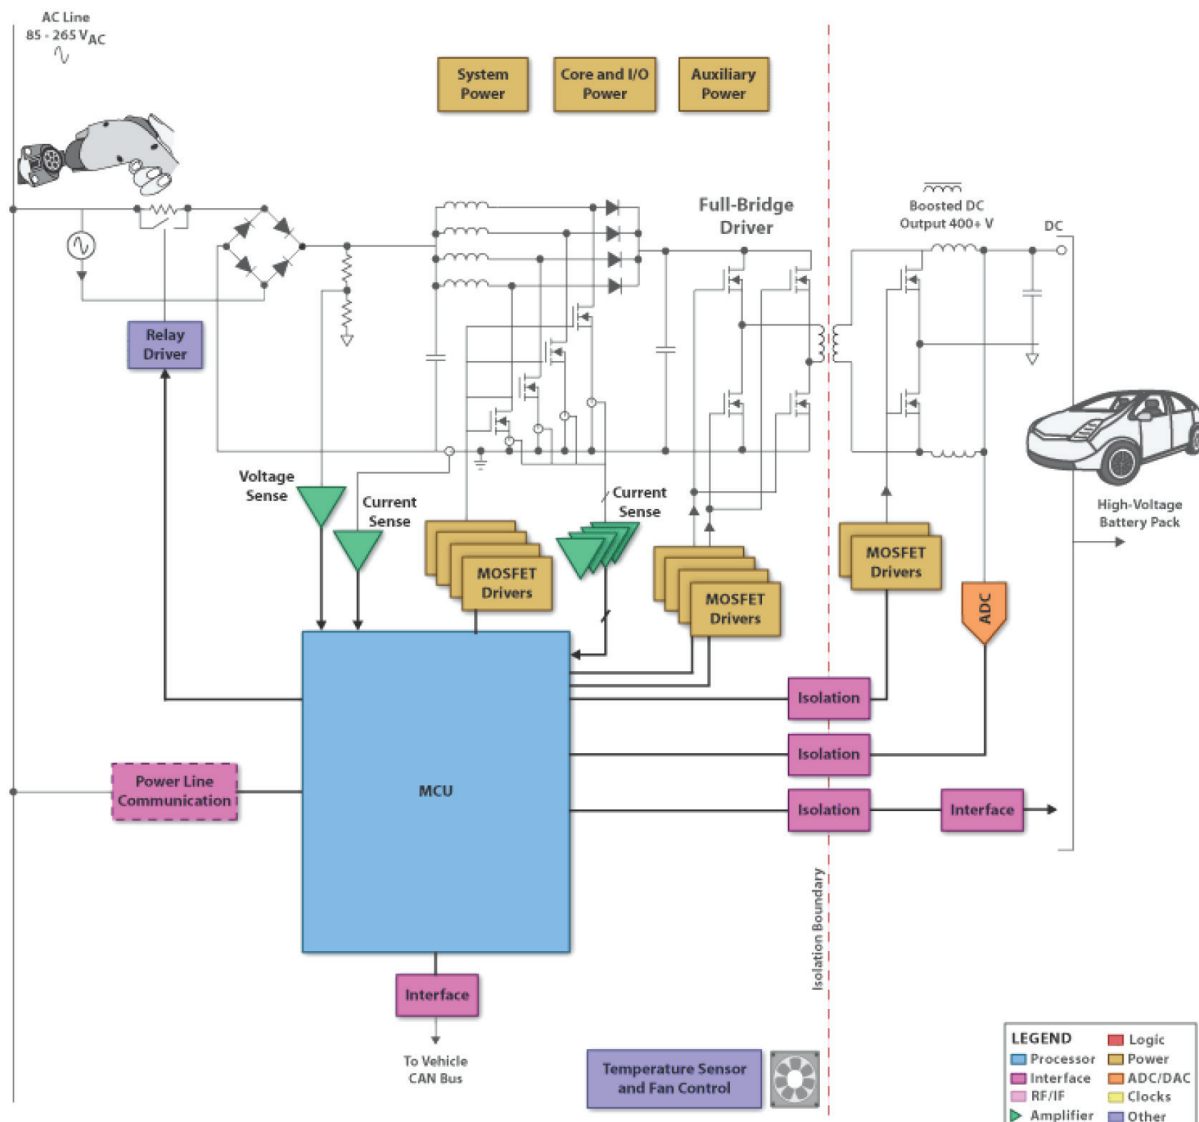 AC Line
85 - 265 VAC
System
Power
Core and I/O
Power
Auxiliary
Power
Full-Bridge
Driver
Boosted DC
Output 400+ V
DC
Relay
Driver
Voltage
Sense
Current
Sense
MOSFET
Drivers
Current
Sense
MOSFET
Drivers
MOSFET
Drivers
ADC
High-Voltage
Battery Pack
Isolation
Isolation
Isolation
Interface
Power Line
Communication
MCU
Isolation Boundary
Interface
To Vehicle
CAN Bus
Temperature Sensor
and Fan Control
LEGEND
Processor
Interface
RF/IF
Amplifier
Logic
Power
ADC/DAC
Clocks
Other